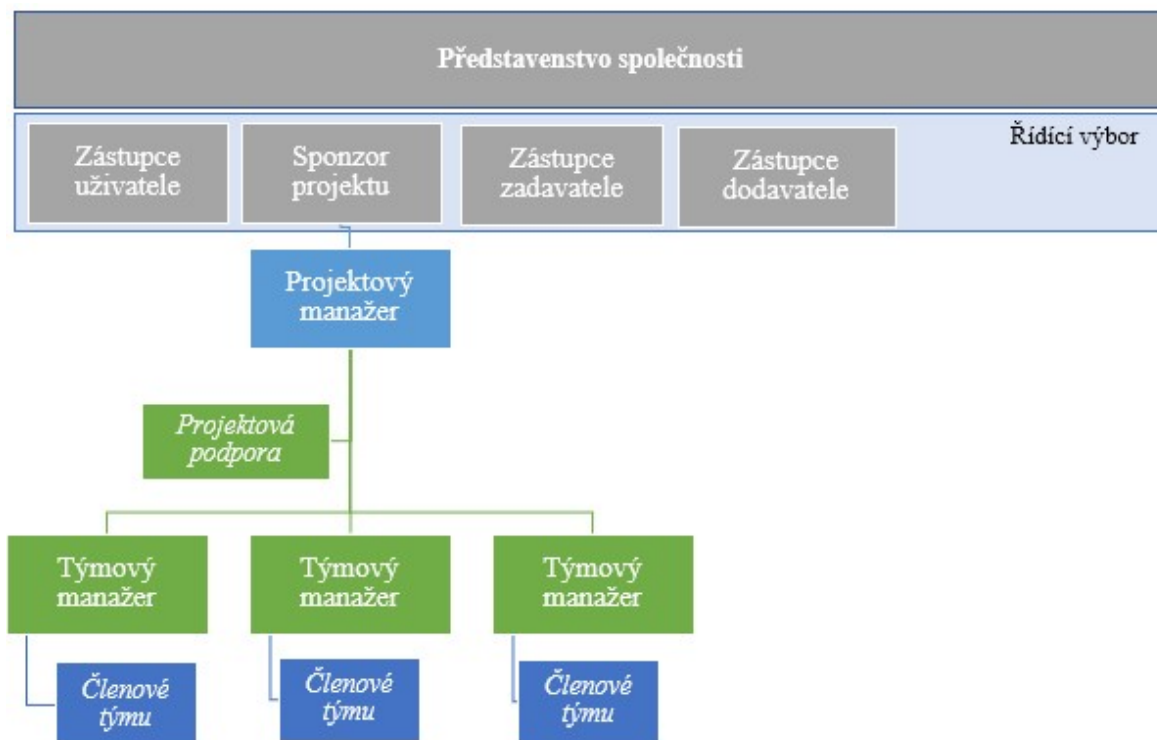 Představenstvo společnosti
Řídící výbor
Zástupce
uživatele
Sponzor
projektu
Zástupce
zadavatele
Zástupce
dodavatele
Projektový
manažer
Projektová
podpora
Týmový
manažer
Týmový
manažer
Týmový
manažer
Členové
týmu
Členové
týmu
Členové
týmu